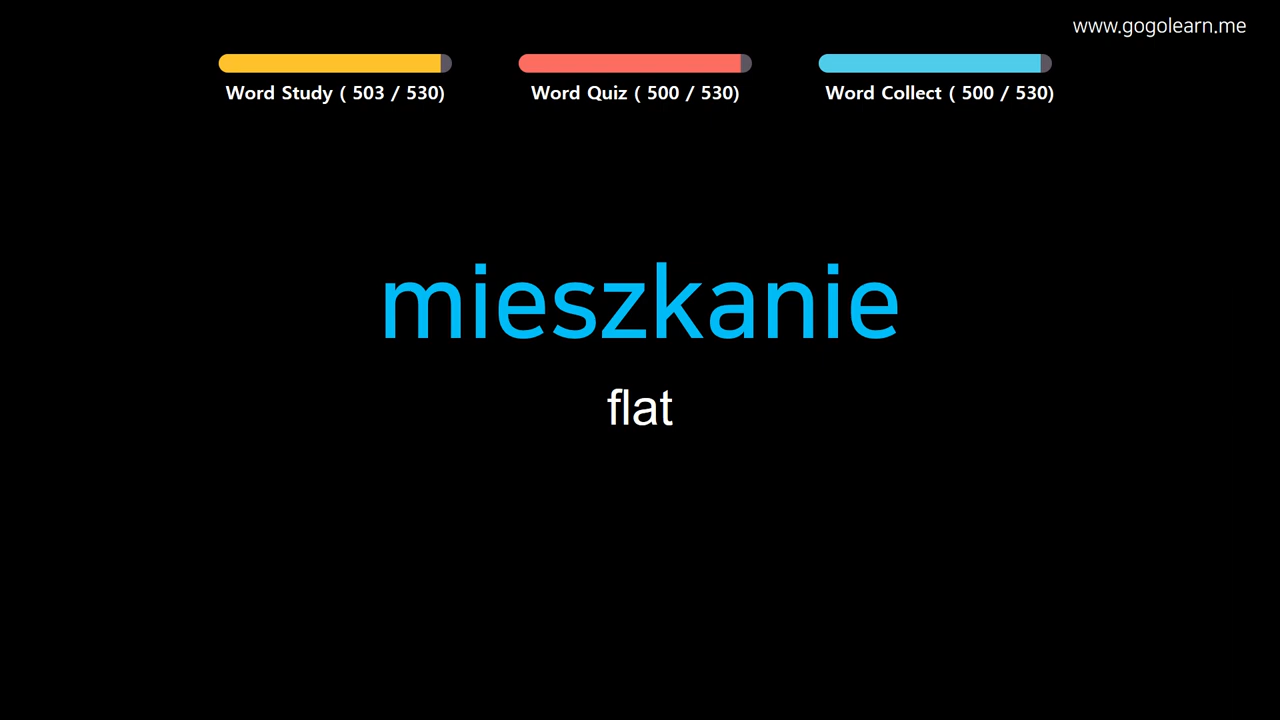 www.gogolearn.me
Word Study ( 503 / 530)
Word Quiz ( 500 / 530)
Word Collect ( 500 / 530)
mieszkanie
flat